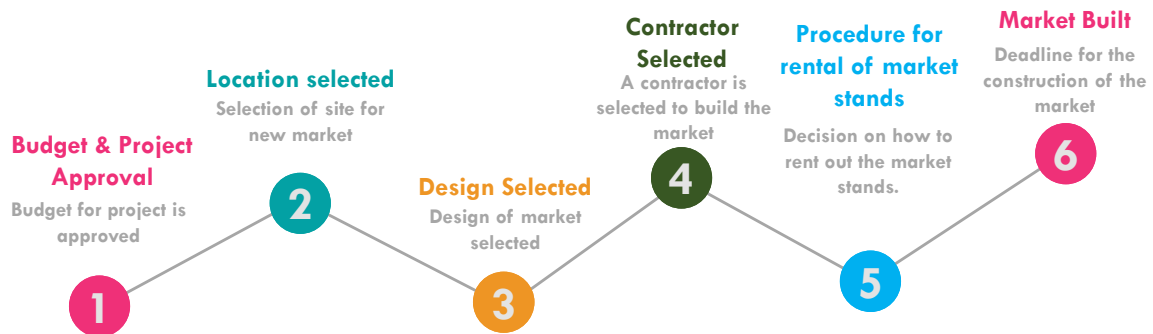 Budget & Project
Approval
Budget for project is
approved
1
Location selected
Selection of site for
new market
2
Design Selected
Design of market
selected
3
Contractor
Selected
A contractor is
selected to build the
market
4
Procedure for
rental of market
stands
Decision on how to
rent out the market
stands.
5
Market Built
Deadline for the
construction of the
market
6